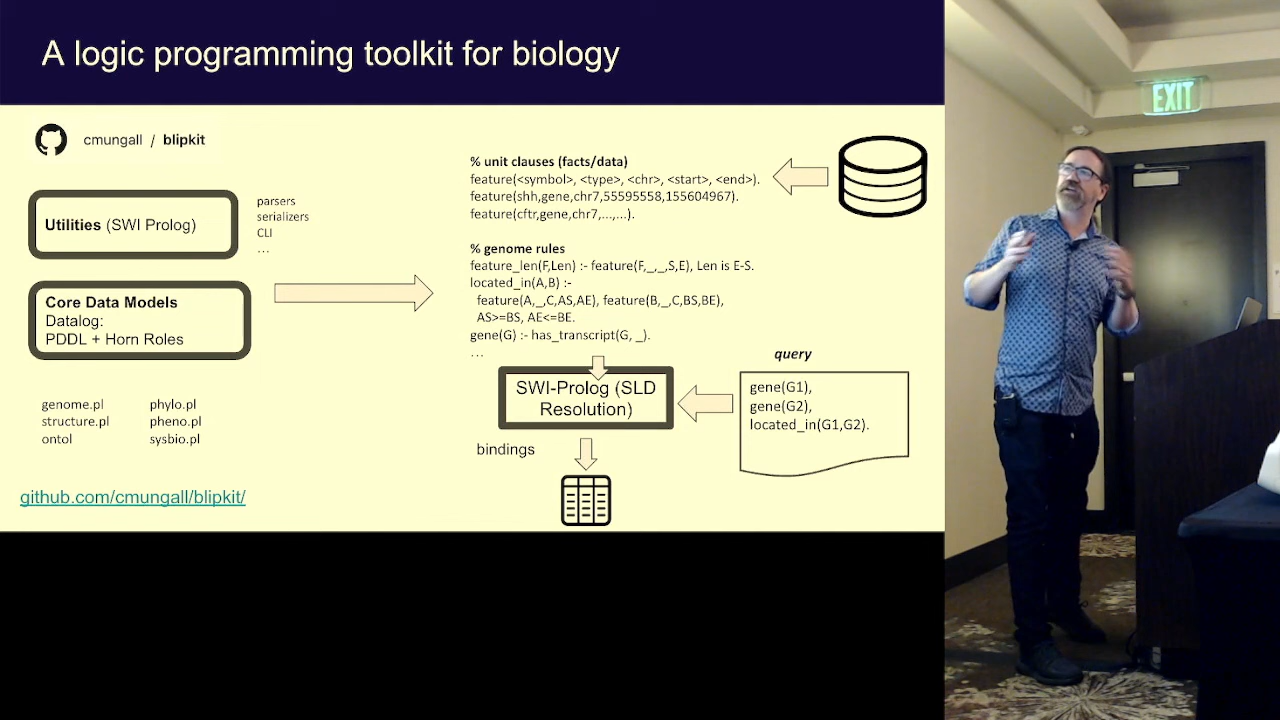 A logic programming toolkit for biology
cmungall / blipkit
Utilities (SWI Prolog)
parsers
serializers
CLI
...
Core Data Models
Datalog:
PDDL + Horn Roles
genome.pl
structure.pl
ontol
phylo.pl
pheno.pl
sysbio.pl
github.com/cmungall/blipkit/
% unit clauses (facts/data)
feature(<symbol>, <type>, <chr>, <start>, <end>).
feature(shh,gene,chr7,55595558,155604967).
feature(cftr,gene,chr7,...,...).
% genome rules
feature_len(F,Len) :- feature(F,_,_,S,E), Len is E-S.
located_in(A,B) :-
feature(A,_,C,AS,AE), feature(B,_,C,BS,BE),
AS>=BS, AE<=BE.
gene(G) :- has_transcript(G, _).
...
SWI-Prolog (SLD
Resolution)
query
gene(G1),
gene(G2),
located_in(G1,G2).
bindings
EXIT